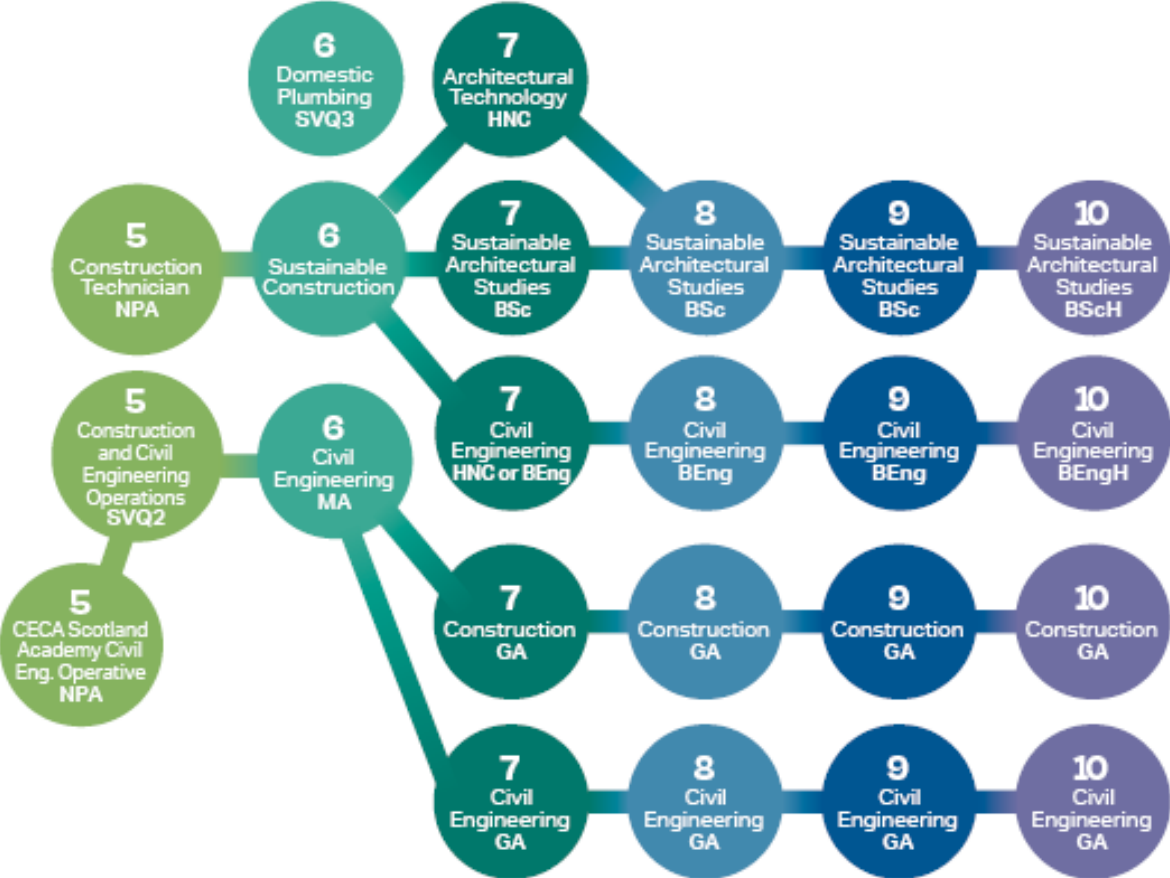 6
Domestic
Plumbing
SVQ3
7
Architectural
Technology
HNC
5
Construction
Technician
NPA
6
Sustainable
Construction
7
Sustainable
Architectural
Studies
BSc
8
Sustainable
Architectural
Studies
BSc
9
Sustainable
Architectural
Studies
BSc
10
Sustainable
Architectural
Studies
BScH
5
Construction
and Civil
Engineering
Operations
SVQ2
6
Civil
Engineering
MA
7
Civil
Engineering
HNC or BEng
8
Civil
Engineering
BEng
9
Civil
Engineering
BEng
10
Civil
Engineering
BEngH
5
CECA Scotland
Academy Civil
Eng. Operative
NPA
7
Construction
GA
8
Construction
GA
9
Construction
GA
10
Construction
GA
7
Civil
Engineering
GA
8
Civil
Engineering
GA
9
Civil
Engineering
GA
10
Civil
Engineering
GA